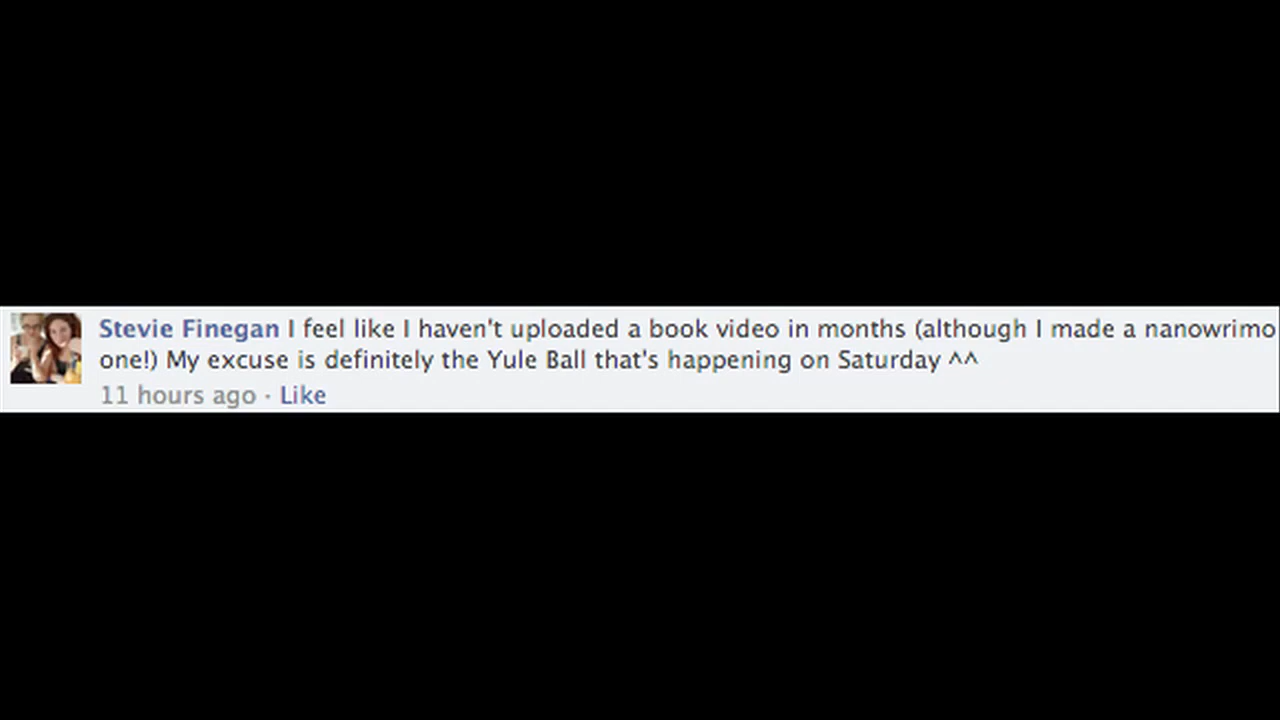 Stevie Finegan I feel like I haven't uploaded a book video in months (although I made a nanowrimo
one!) My excuse is definitely the Yule Ball that's happening on Saturday ^^
11 hours ago · Like